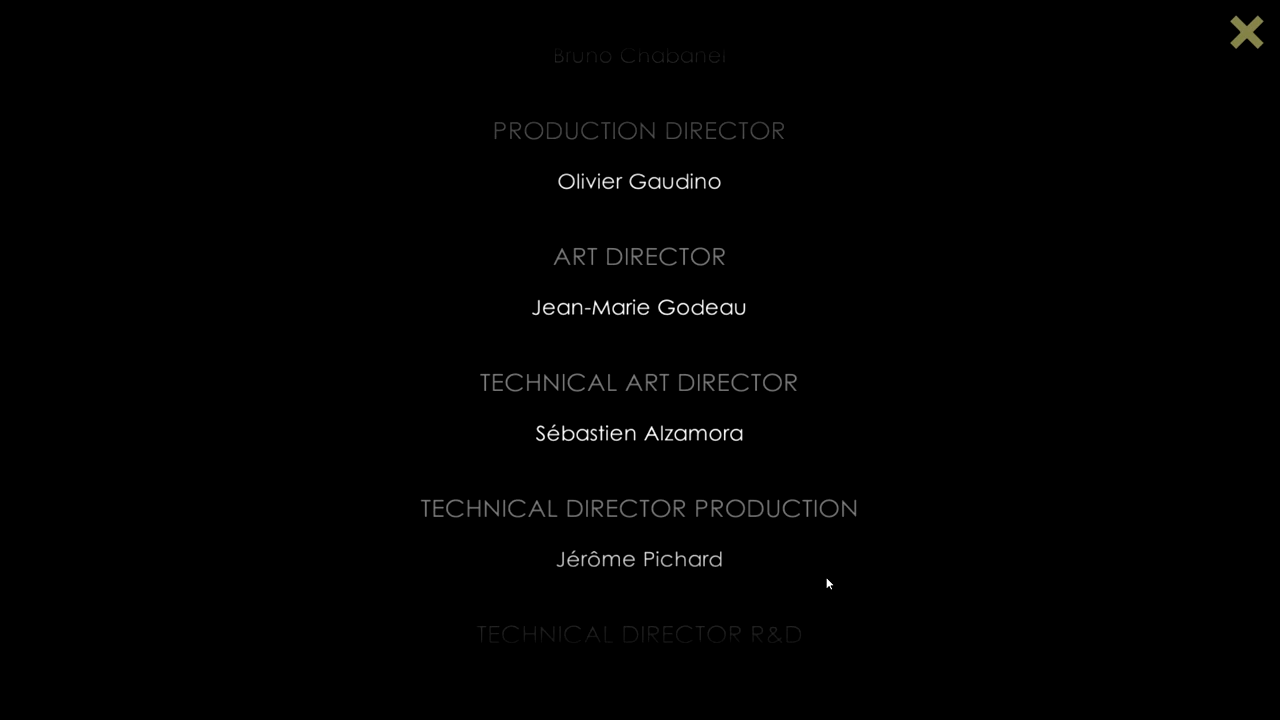 Bruno Chabanel
PRODUCTION DIRECTOR
Olivier Gaudino
ART DIRECTOR
Jean-Marie Godeau
TECHNICAL ART DIRECTOR
Sébastien Alzamora
TECHNICAL DIRECTOR PRODUCTION
Jérôme Pichard
TECHNICAL DIRECTOR R&D